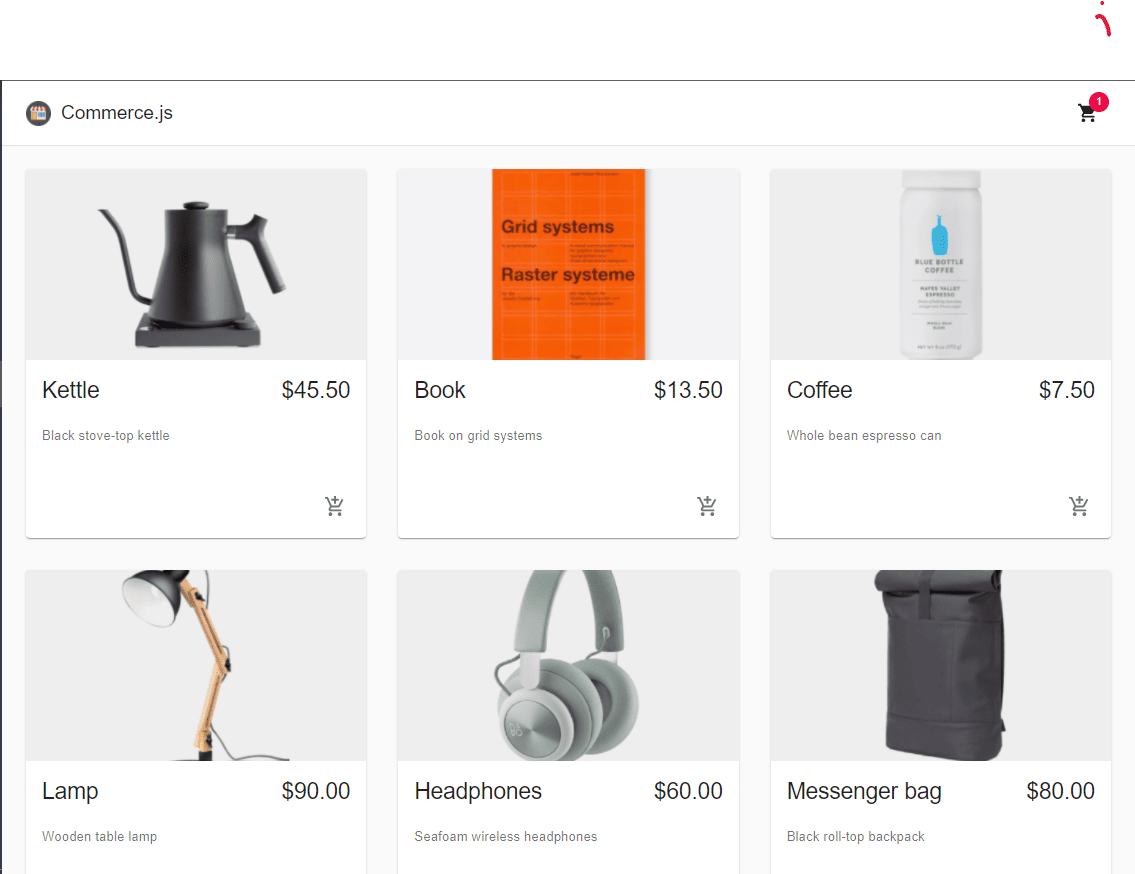 Commerce.js
1
Grid systems
Raster systeme
BLUE BOTTLE
COFFEE
HAYES VALLEY
ESPRESSO
Kettle $45.50
Black stove-top kettle
Book $13.50
Book on grid systems
Coffee $7.50
Whole bean espresso can
Lamp $90.00
Wooden table lamp
Headphones $60.00
Seafoam wireless headphones
Messenger bag $80.00
Black roll-top backpack